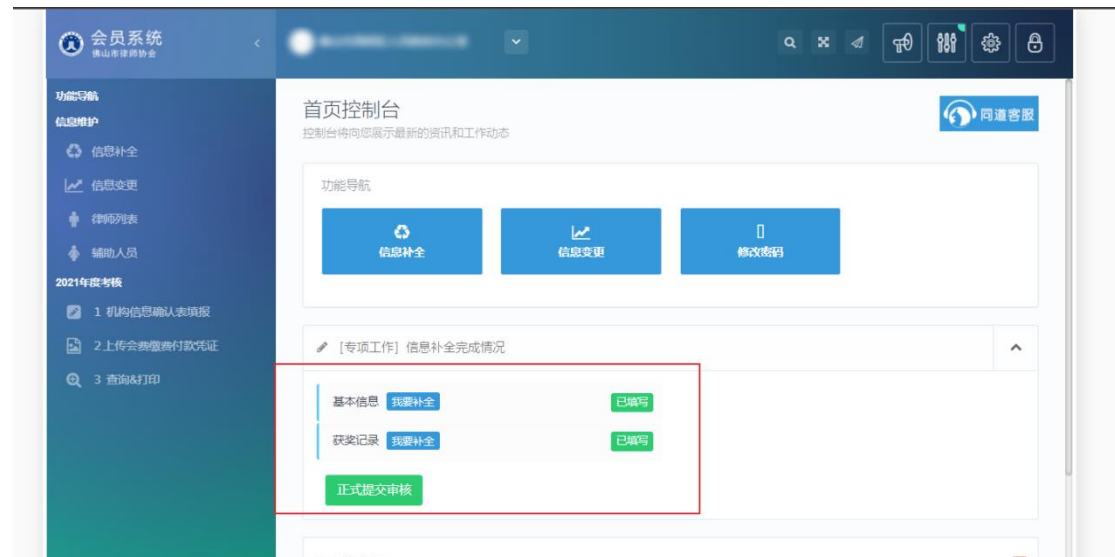 会员系统
佛山市律师协会
功能导航
信息维护
信息补全
信息变更
律师列表
辅助人员
2021年度考核
1 机构信息确认表填报
2上传会费缴费付款凭证
3 查询&打印
首页控制台
控制台将向您展示最新的资讯和工作动态
同道客服
功能导航
信息补全
信息变更
修改密码
[专项工作] 信息补全完成情况
基本信息 我要补全 已填写
获奖记录 我要补全 已填写
正式提交审核